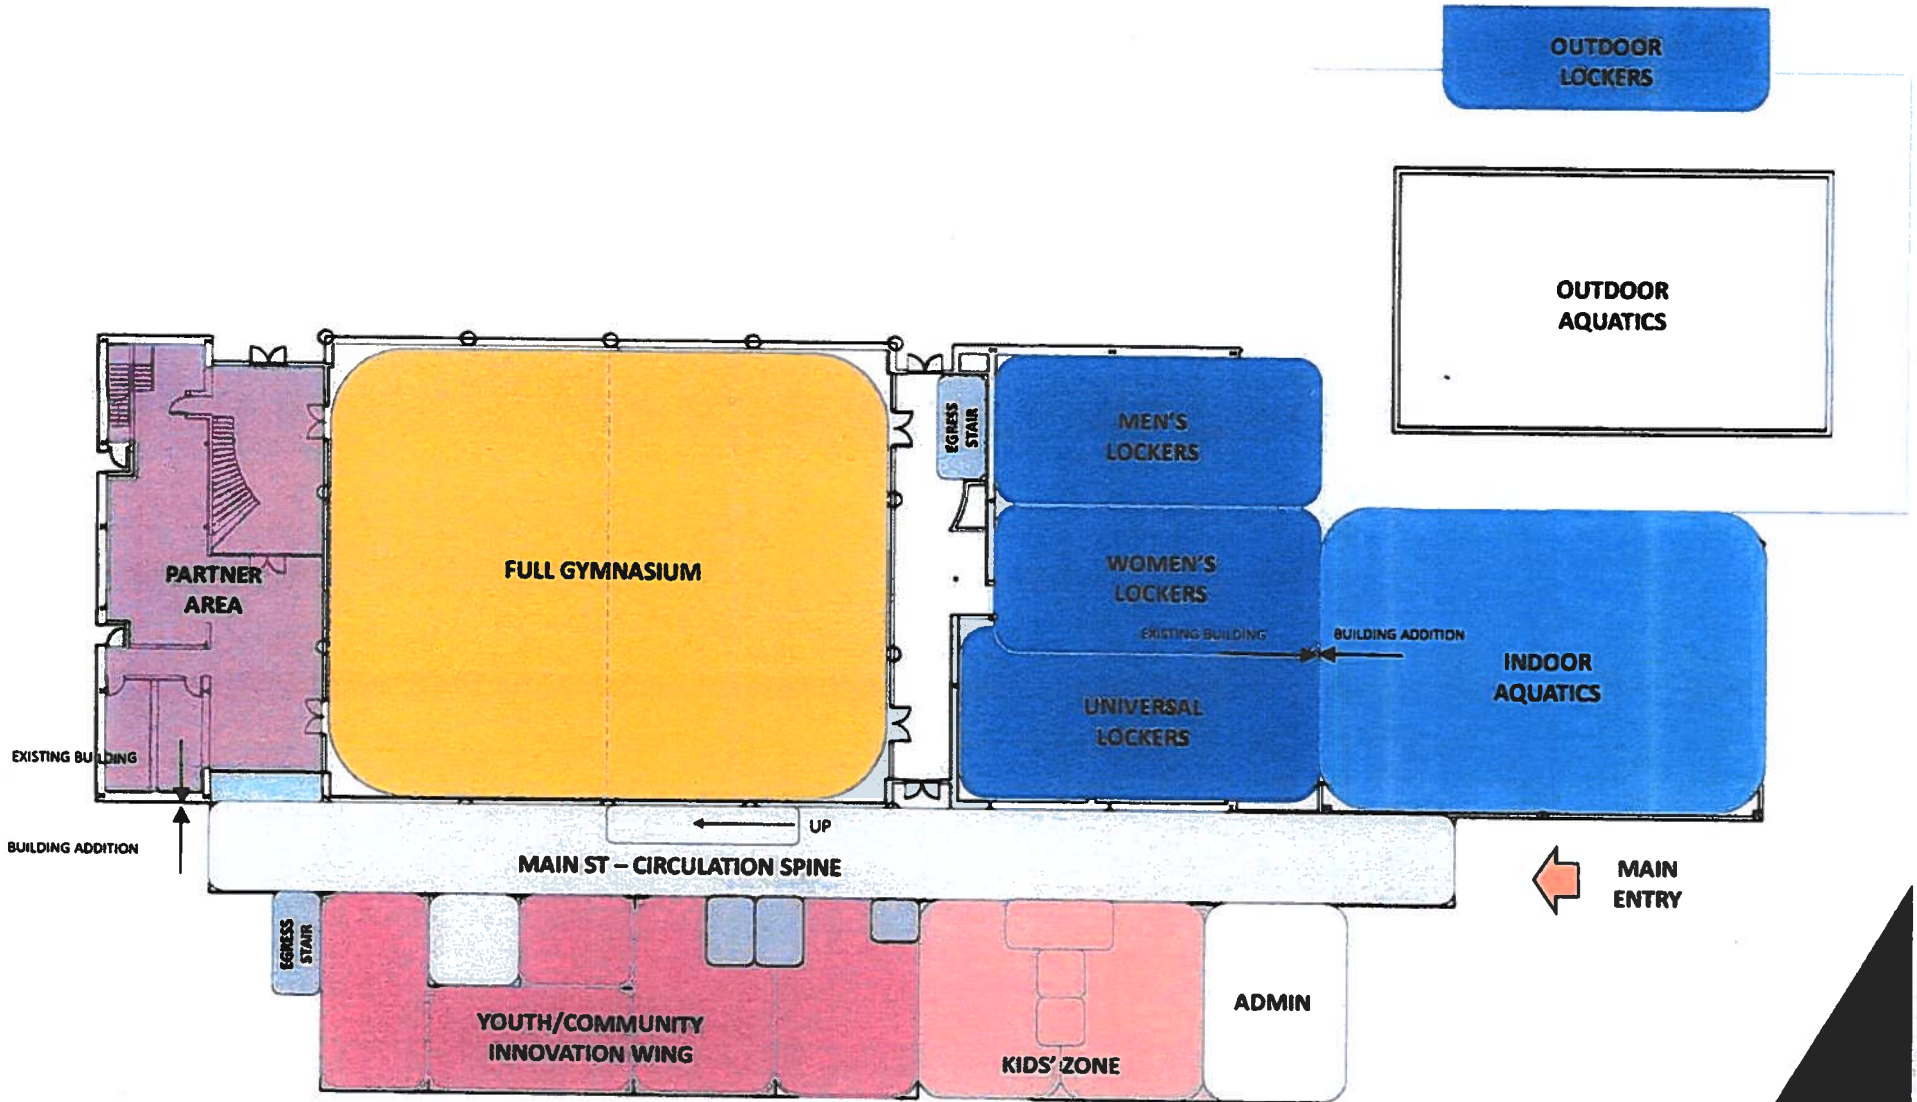 OUTDOOR
LOCKERS
OUTDOOR
AQUATICS
EGRESS
STAIR
MEN'S
LOCKERS
PARTNER
AREA
FULL GYMNASIUM
WOMEN'S
LOCKERS
EXISTING BUILDING
BUILDING ADDITION
INDOOR
AQUATICS
UNIVERSAL
LOCKERS
EXISTING BUILDING
BUILDING ADDITION
UP
MAIN ST – CIRCULATION SPINE
MAIN
ENTRY
EGRESS
STAIR
YOUTH/COMMUNITY
INNOVATION WING
KIDS' ZONE
ADMIN